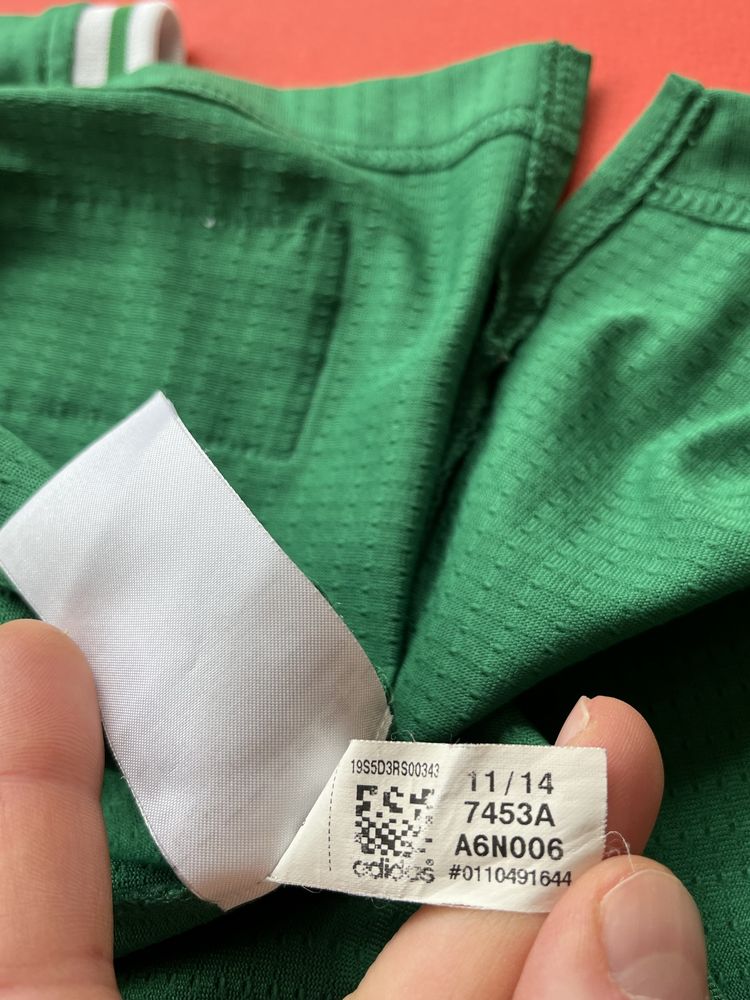 19S5D3RS00343
11/14
7453A
A6N006
adidas®
#0110491644